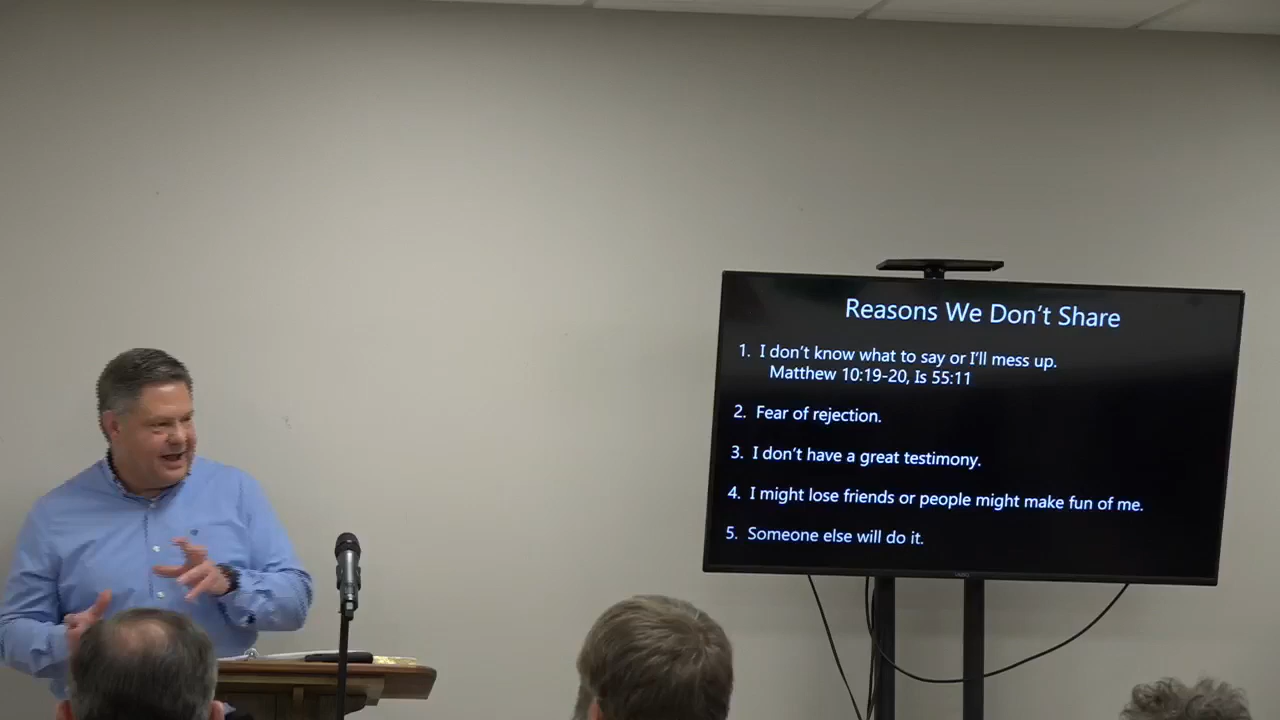 Reasons We Don't Share
1. I don't know what to say or I'll mess up.
Matthew 10:19-20, Is 55:11
2. Fear of rejection.
3. I don't have a great testimony.
4. I might lose friends or people might make fun of me.
5. Someone else will do it.